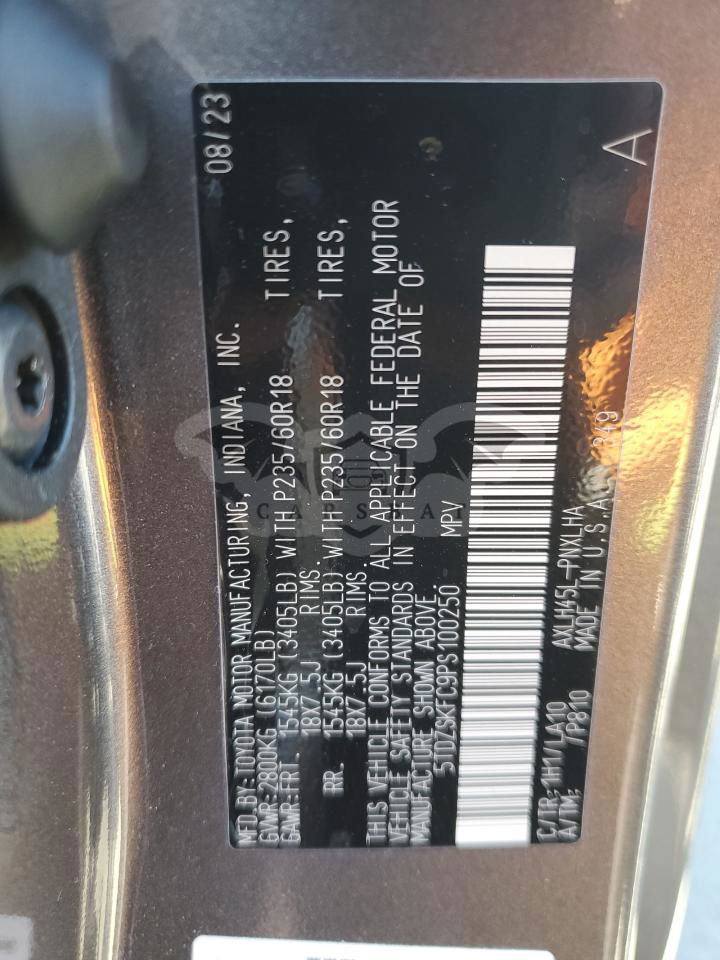 08/23
MFD.BY:TOYOTA MOTOR MANUFACTURING, INDIANA, INC.
GVWR:2800KG (6170LB)
GAWR:FRT. 1545KG (3405LB) WITH P235/60R18 TIRES,
18X7.5J RIMS.
RR. 1545KG (3405LB) WITH P235/60R18 TIRES,
18X7.5J RIMS.
THIS VEHICLE CONFORMS TO ALL APPLICABLE FEDERAL MOTOR
VEHICLE SAFETY STANDARDS IN EFFECT ON THE DATE OF
MANUFACTURE SHOWN ABOVE.
5TDZSKFC9PS100250 MPV
C/TR:1H1/LA10 AXLH45L-PNXLHA
A/TM: /P810 MADE IN U.S.A. 349
A